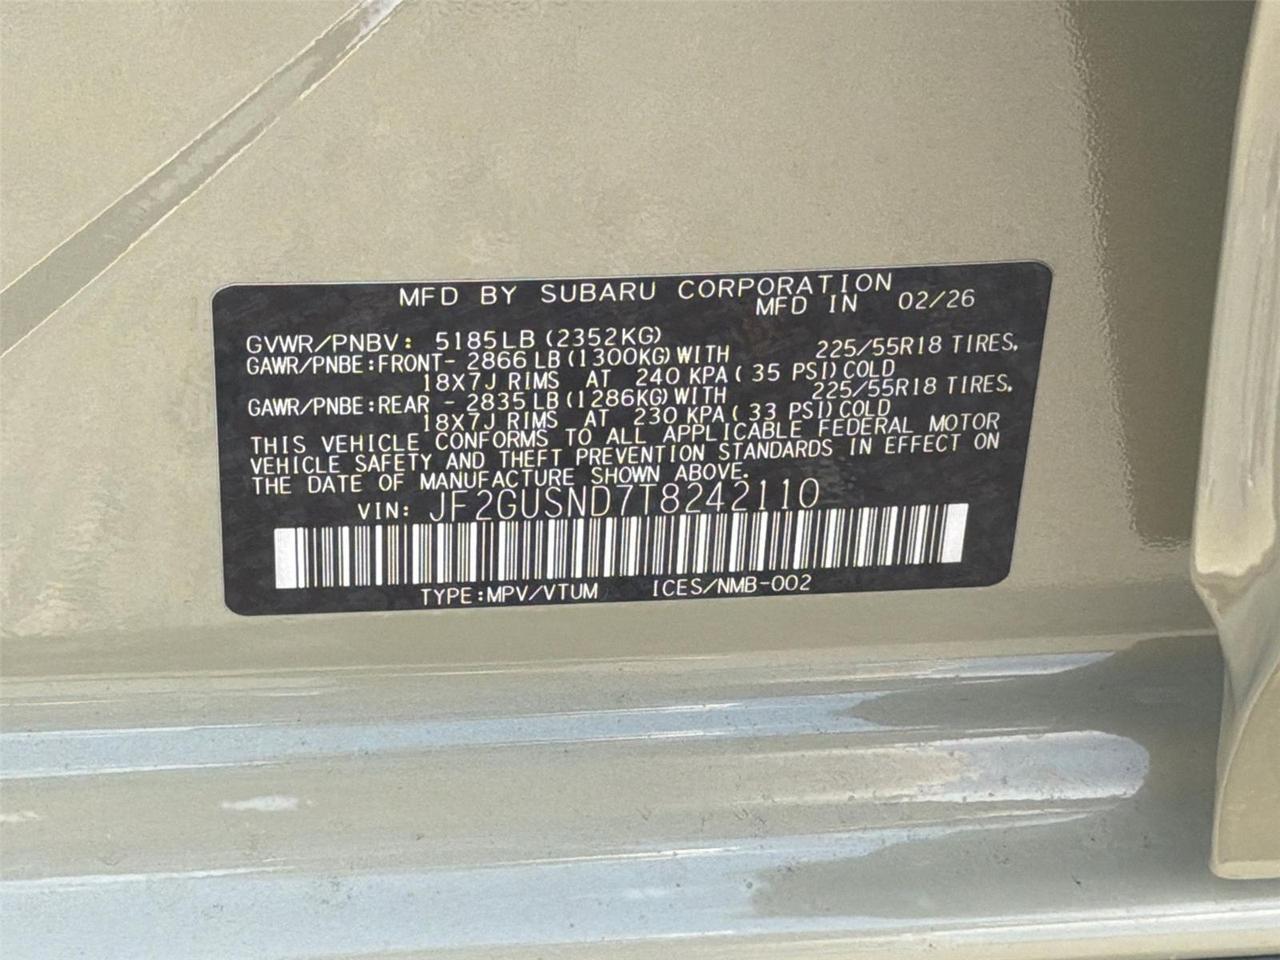 MFD BY SUBARU CORPORATION
MFD IN 02/26
GVWR/PNBV: 5185LB (2352KG)
GAWR/PNBE:FRONT- 2866 LB (1300KG) WITH 225/55R18 TIRES,
18X7J RIMS AT 240 KPA( 35 PSI) COLD
GAWR/PNBE:REAR - 2835 LB (1286KG) WITH 225/55R18 TIRES,
18X7J RIMS AT 230 KPA( 33 PSI) COLD
THIS VEHICLE CONFORMS TO ALL APPLICABLE FEDERAL MOTOR
VEHICLE SAFETY AND THEFT PREVENTION STANDARDS IN EFFECT ON
THE DATE OF MANUFACTURE SHOWN ABOVE.
VIN: JF2GUSND7T8242110
TYPE:MPV/VTUM ICES/NMB-002